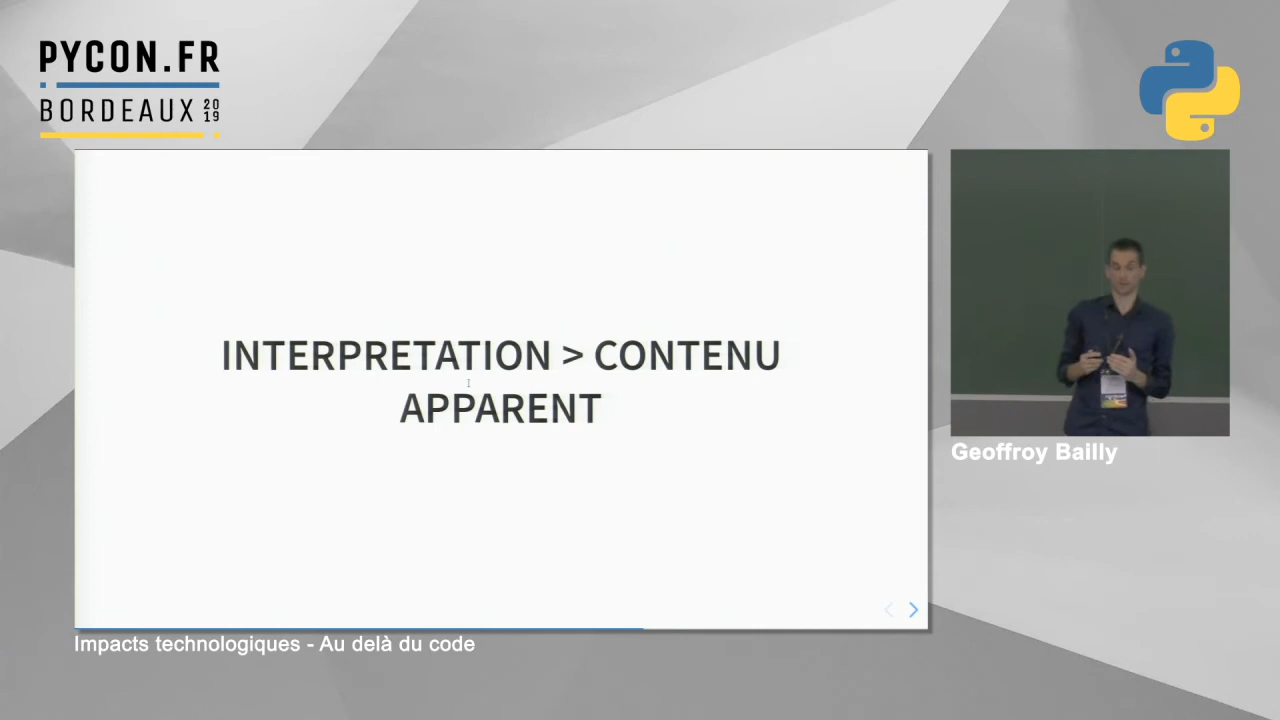 PYCON.FR
BORDEAUX 2019
INTERPRETATION > CONTENU
APPARENT
Geoffroy Bailly
Impacts technologiques - Au delà du code